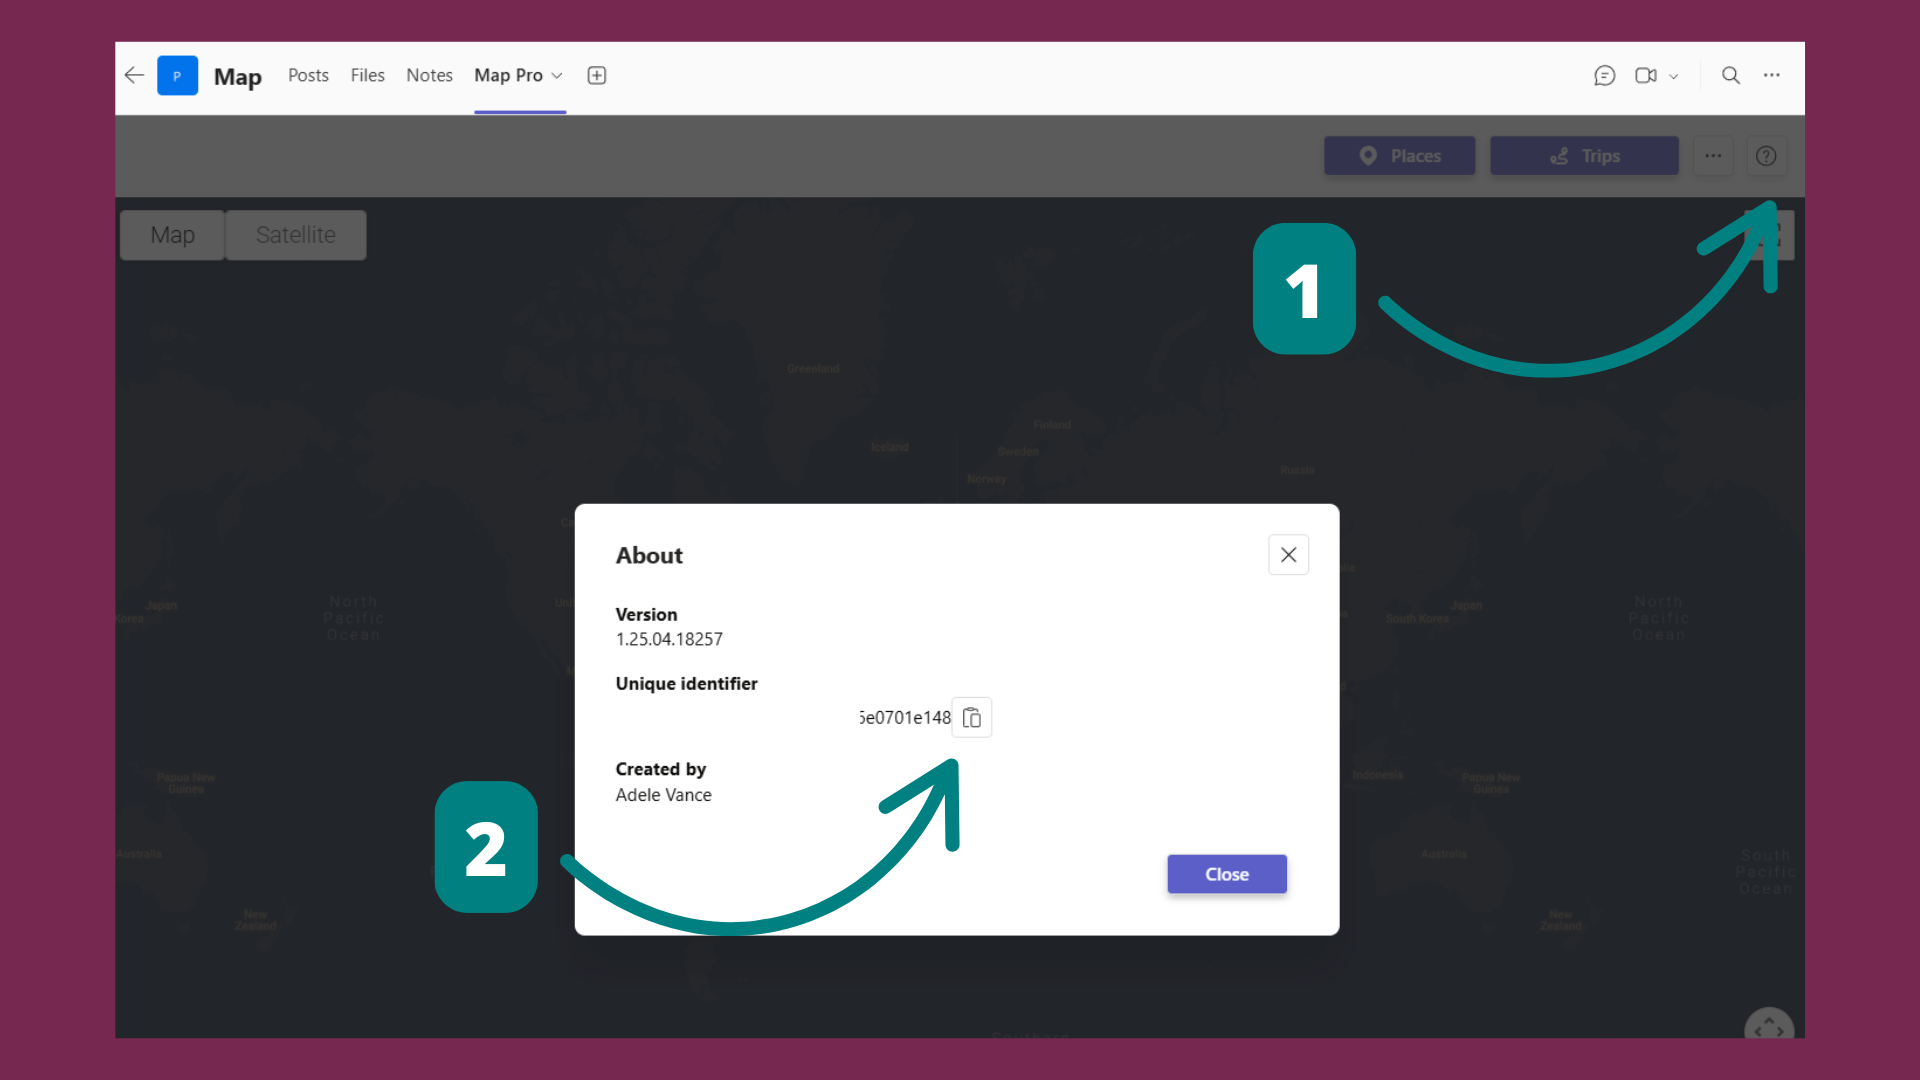 P
Map
Posts
Files
Notes
Map Pro
Places
Trips
Map
Satellite
1
Greenland
Finland
Iceland
Sweden
Norway
Russia
About
Version
1.25.04.18257
Unique identifier
e0701e148
Created by
Adele Vance
Close
2
Japan
Korea
North
Pacific
Ocean
South Korea
Japan
North
Pacific
Ocean
Papua New
Guinea
Indonesia
Papua New
Guinea
Australia
Australia
South
Pacific
Ocean
New
Zealand
New
Zealand